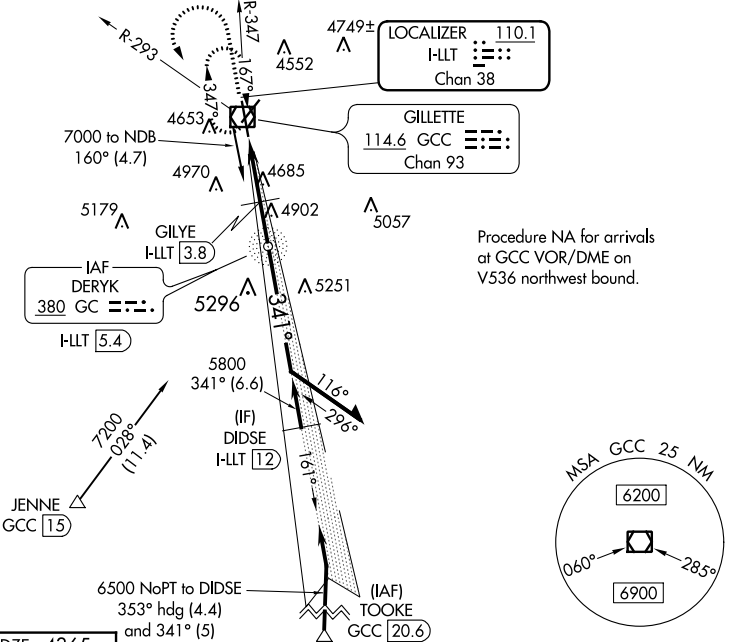 R-293
R-347
167°
347°
4749±
4552
LOCALIZER 110.1
I-LLT
Chan 38
GILLETTE
114.6 GCC
Chan 93
4653
7000 to NDB
160° (4.7)
4970
4685
4902
5179
5057
GILYE
I-LLT 3.8
Procedure NA for arrivals
at GCC VOR/DME on
V536 northwest bound.
IAF
DERYK
380 GC
I-LLT 5.4
5296
5251
341°
5800
341° (6.6)
116°
296°
(IF)
DIDSE
I-LLT 12
161°
7200
028°
(11.4)
JENNE
GCC 15
MSA GCC 25 NM
6200
060°
285°
6900
6500 NoPT to DIDSE
353° hdg (4.4)
and 341° (5)
(IAF)
TOOKE
GCC 20.6